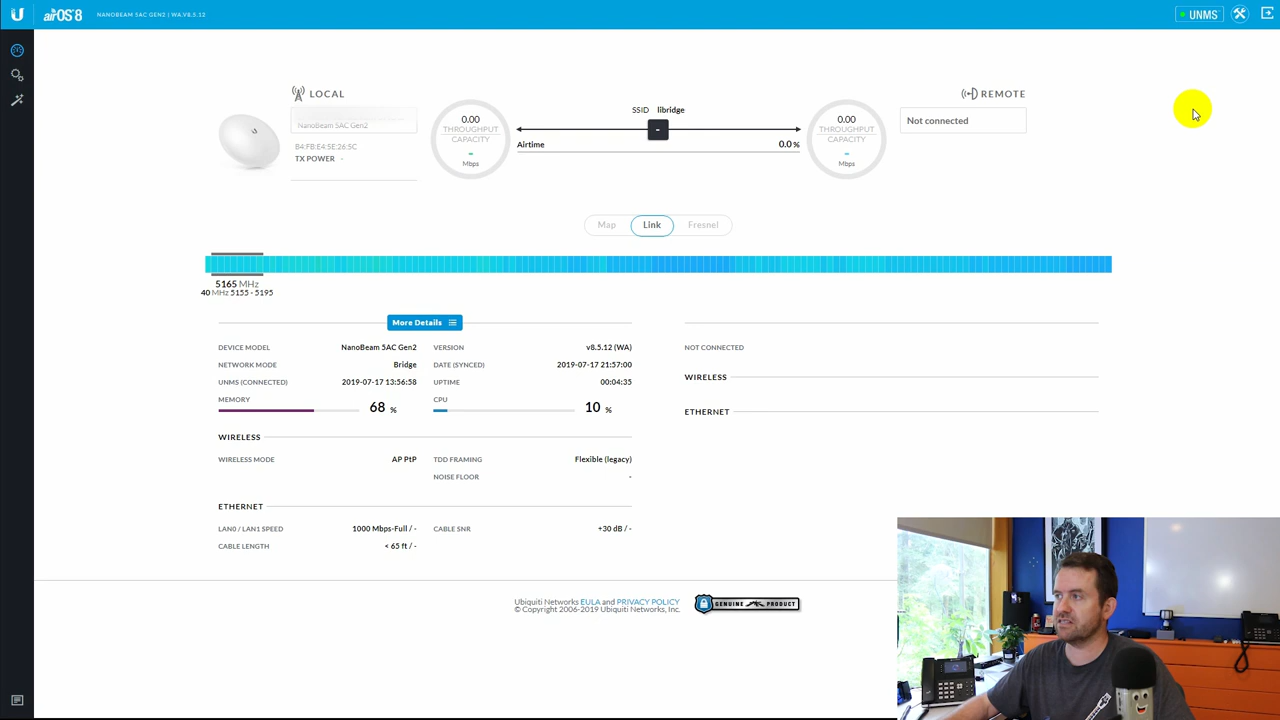 U airOS 8 NANOBEAM 5AC GEN2 | WA.V8.5.12 UNMS
LOCAL
NanoBeam 5AC Gen2
B4:FB:E4:5E:26:5C
TX POWER -
0.00
THROUGHPUT
CAPACITY
-
Mbps
SSID libridge
-
Airtime 0.0 %
0.00
THROUGHPUT
CAPACITY
-
Mbps
REMOTE
Not connected
Map Link Fresnel
5165 MHz
40 MHz 5155 - 5195
More Details
DEVICE MODEL NanoBeam 5AC Gen2 VERSION v8.5.12 (WA)
NETWORK MODE Bridge DATE (SYNCED) 2019-07-17 21:57:00
UNMS (CONNECTED) 2019-07-17 13:56:58 UPTIME 00:04:35
MEMORY 68 % CPU 10 %
WIRELESS
WIRELESS MODE AP PtP TDD FRAMING Flexible (legacy)
NOISE FLOOR -
ETHERNET
LAN0 / LAN1 SPEED 1000 Mbps-Full / - CABLE SNR +30 dB / -
CABLE LENGTH < 65 ft / -
NOT CONNECTED
WIRELESS
ETHERNET
Ubiquiti Networks EULA and PRIVACY POLICY
© Copyright 2006-2019 Ubiquiti Networks, Inc.
GENUINE PRODUCT